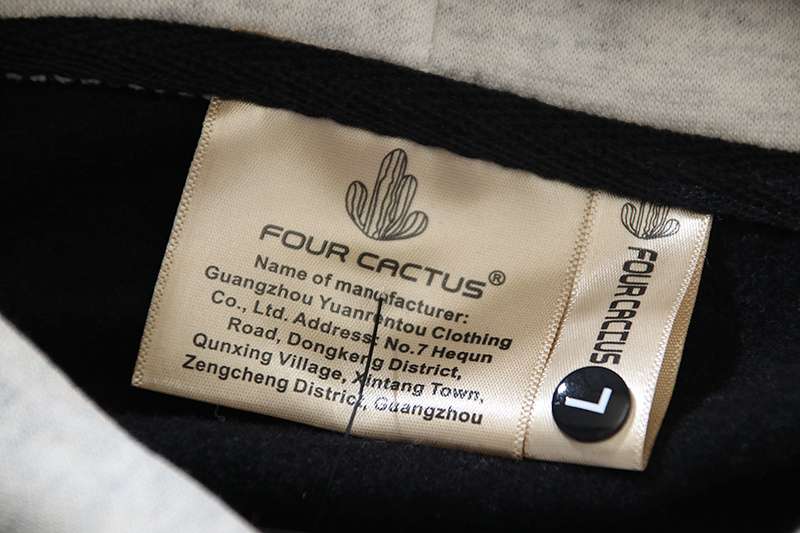 FOUR CACTUS®
Name of manufacturer:
Guangzhou Yuanrentou Clothing
Co., Ltd. Address: No.7 Hequn
Road, Dongkeng District,
Qunxing Village, Xintang Town,
Zengcheng District, Guangzhou
FOUR CACTUS
L